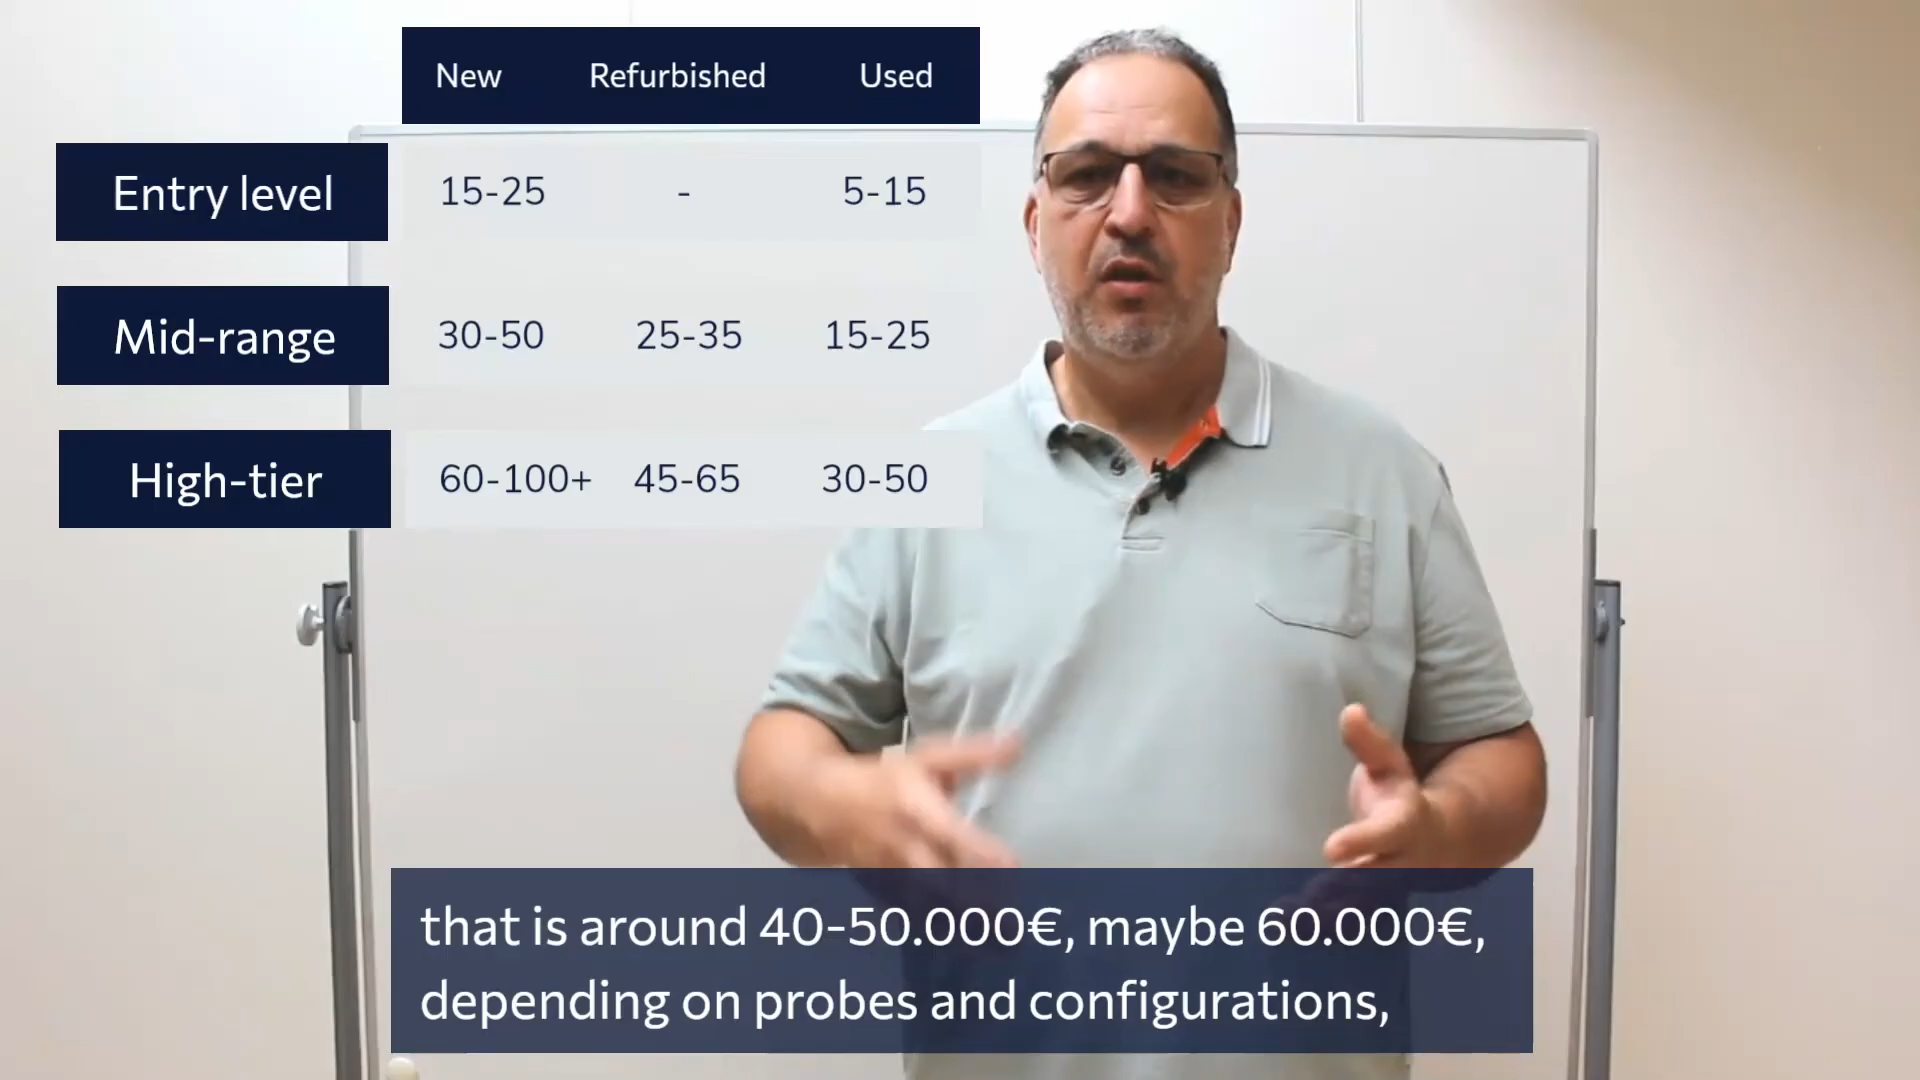 New Refurbished Used
Entry level 15-25 - 5-15
Mid-range 30-50 25-35 15-25
High-tier 60-100+ 45-65 30-50
that is around 40-50.000€, maybe 60.000€,
depending on probes and configurations,